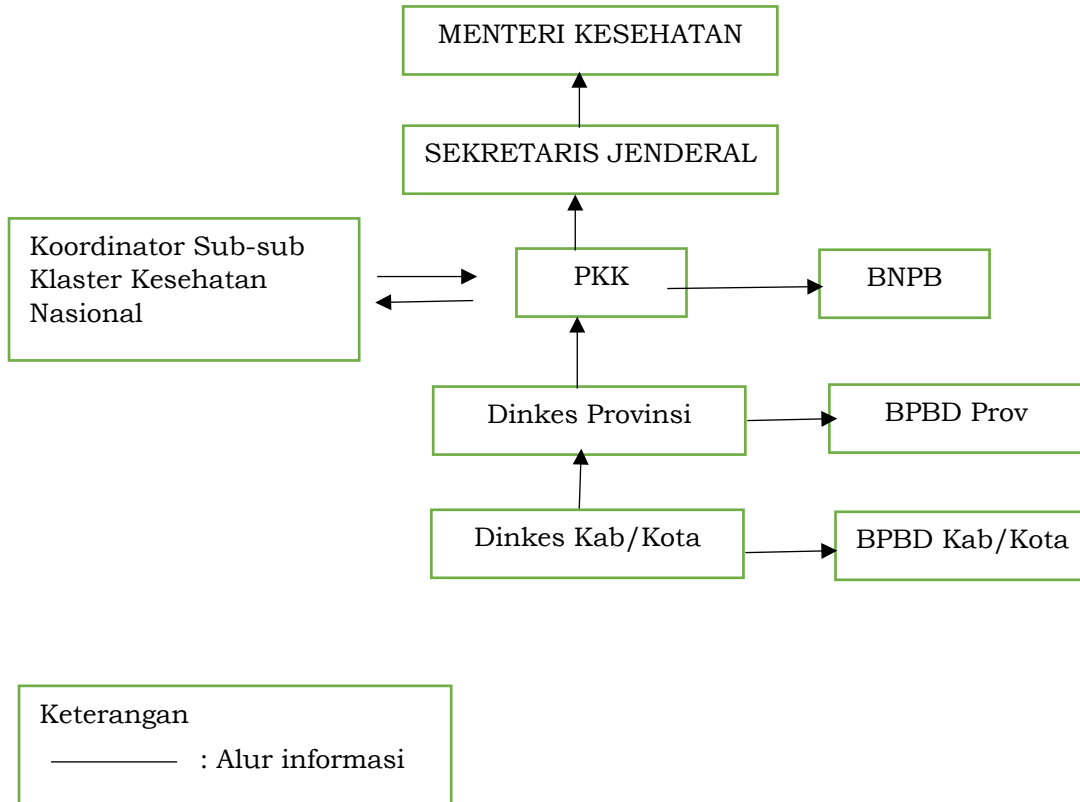 MENTERI KESEHATAN
SEKRETARIS JENDERAL
Koordinator Sub-sub
Klaster Kesehatan
Nasional
PKK
BNPB
Dinkes Provinsi
BPBD Prov
Dinkes Kab/Kota
BPBD Kab/Kota
Keterangan
: Alur informasi